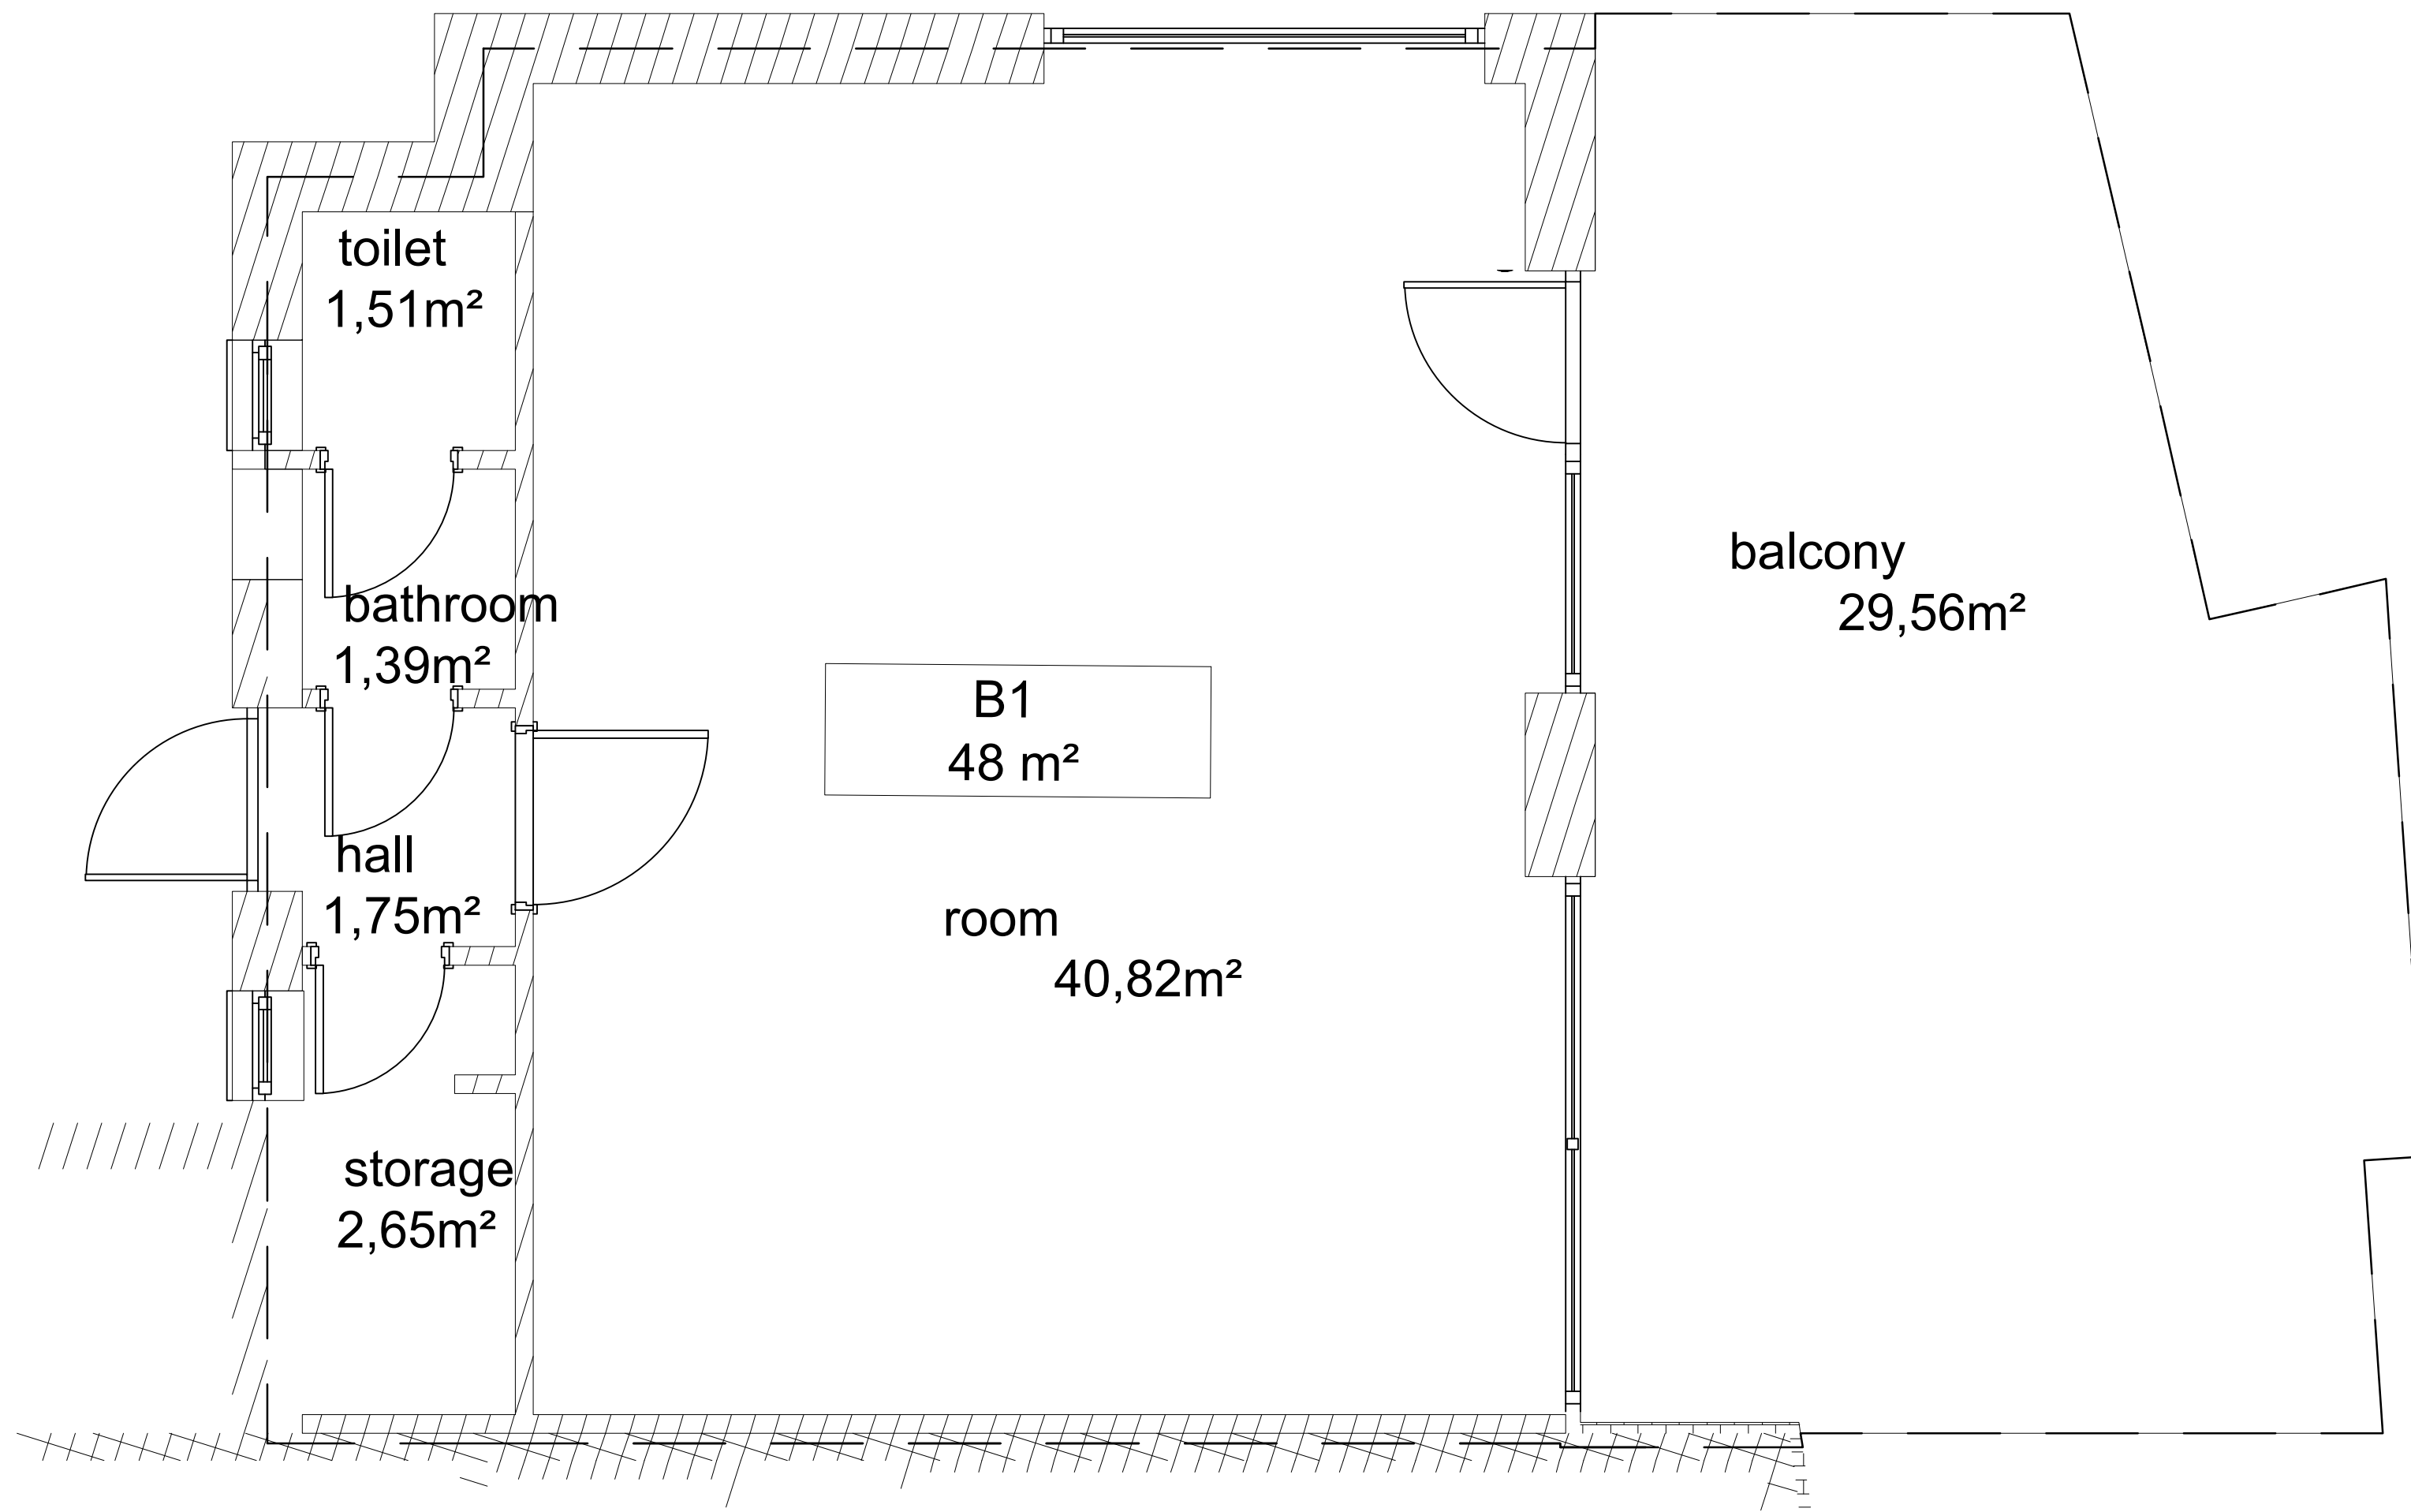 toilet
1,51m²
bathroom
1,39m²
hall
1,75m²
storage
2,65m²
B1
48 m²
room
40,82m²
balcony
29,56m²